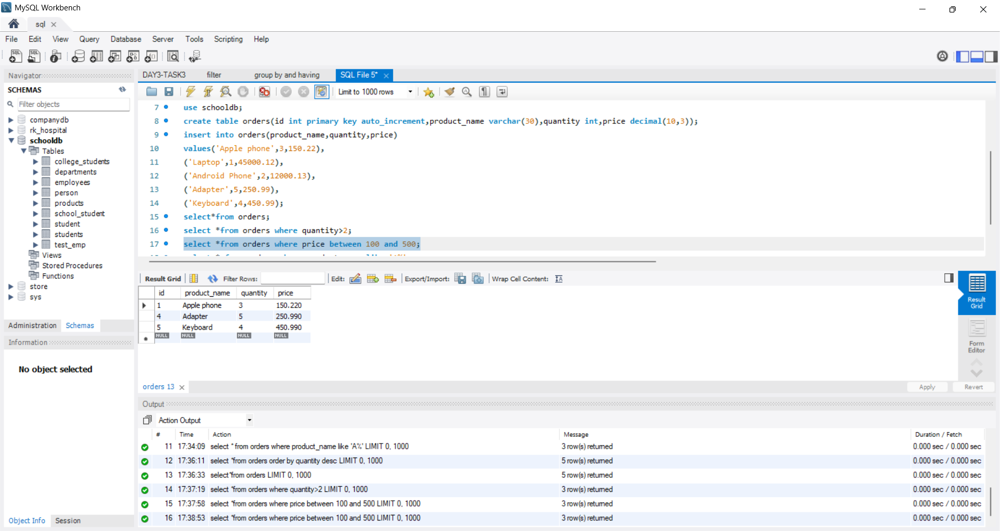 MySQL Workbench
sql
File Edit View Query Database Server Tools Scripting Help
Navigator
SCHEMAS
Filter objects
companydb
rk_hospital
schooldb
Tables
college_students
departments
employees
person
products
school_student
student
students
test_emp
Views
Stored Procedures
Functions
store
sys
Administration Schemas
Information
No object selected
Object Info Session
DAY3-TASK3 filter group by and having SQL File 5*
Limit to 1000 rows
7 use schooldb;
8 create table orders(id int primary key auto_increment,product_name varchar(30),quantity int,price decimal(10,3));
9 insert into orders(product_name,quantity,price)
10 values('Apple phone',3,150.22),
11 ('Laptop',1,45000.12),
12 ('Android Phone',2,12000.13),
13 ('Adapter',5,250.99),
14 ('Keyboard',4,450.99);
15 select*from orders;
16 select *from orders where quantity>2;
17 select *from orders where price between 100 and 500;
Result Grid Filter Rows: Edit: Export/Import: Wrap Cell Content:
id product_name quantity price
1 Apple phone 3 150.220
4 Adapter 5 250.990
5 Keyboard 4 450.990
NULL NULL NULL NULL
Result
Grid
Form
Editor
orders 13
Apply Revert
Output
Action Output
# Time Action Message Duration / Fetch
11 17:34:09 select * from orders where product_name like 'A%' LIMIT 0, 1000 3 row(s) returned 0.000 sec / 0.000 sec
12 17:36:11 select *from orders order by quantity desc LIMIT 0, 1000 5 row(s) returned 0.000 sec / 0.000 sec
13 17:36:33 select*from orders LIMIT 0, 1000 5 row(s) returned 0.000 sec / 0.000 sec
14 17:37:19 select *from orders where quantity>2 LIMIT 0, 1000 3 row(s) returned 0.000 sec / 0.000 sec
15 17:37:58 select *from orders where price between 100 and 500 LIMIT 0, 1000 3 row(s) returned 0.000 sec / 0.000 sec
16 17:38:53 select *from orders where price between 100 and 500 LIMIT 0, 1000 3 row(s) returned 0.000 sec / 0.000 sec